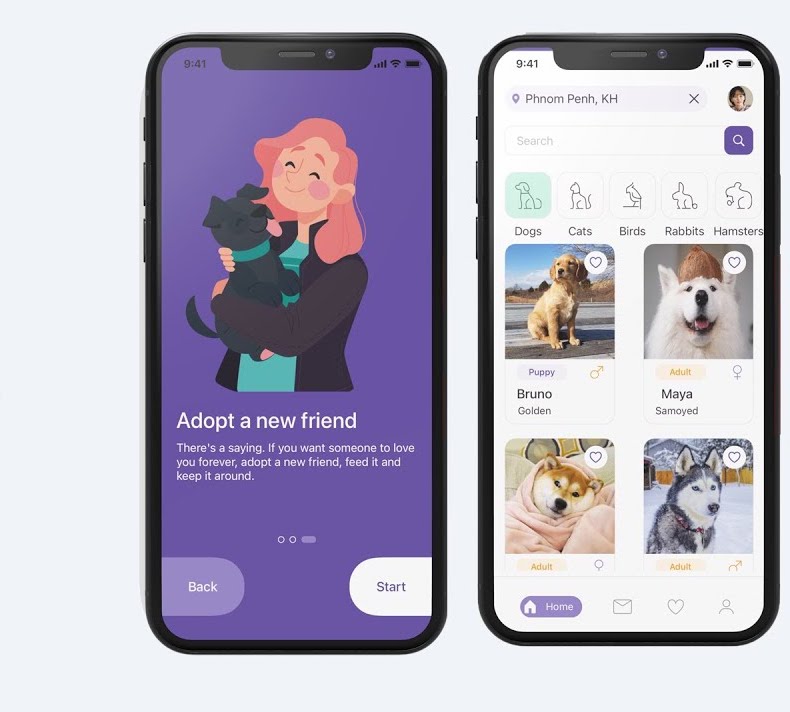 9:41
Adopt a new friend
There's a saying. If you want someone to love
you forever, adopt a new friend, feed it and
keep it around.
Back
Start
9:41
Phnom Penh, KH
Search
Dogs
Cats
Birds
Rabbits
Hamsters
Puppy
Bruno
Golden
Adult
Maya
Samoyed
Adult
Adult
Home